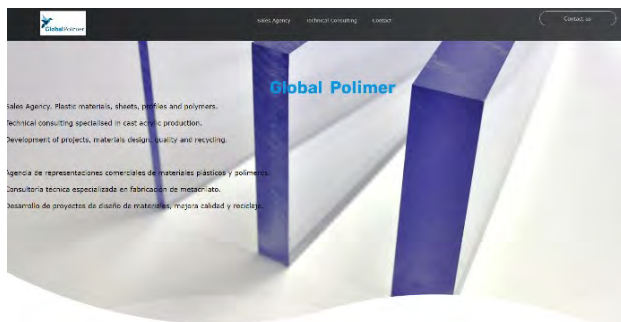 GlobalPolimer
Sales Agency
Technical Consulting
Contact
Contact us
Global Polimer
Sales Agency. Plastic materials, sheets, profiles and polymers.
Technical consulting specialised in cast acrylic production.
Development of projects, materials design, quality and recycling.
Agencia de representaciones comerciales de materiales plásticos y polímeros.
Consultoría técnica especializada en fabricación de metacrilato.
Desarrollo de proyectos de diseño de materiales, mejora calidad y reciclaje.